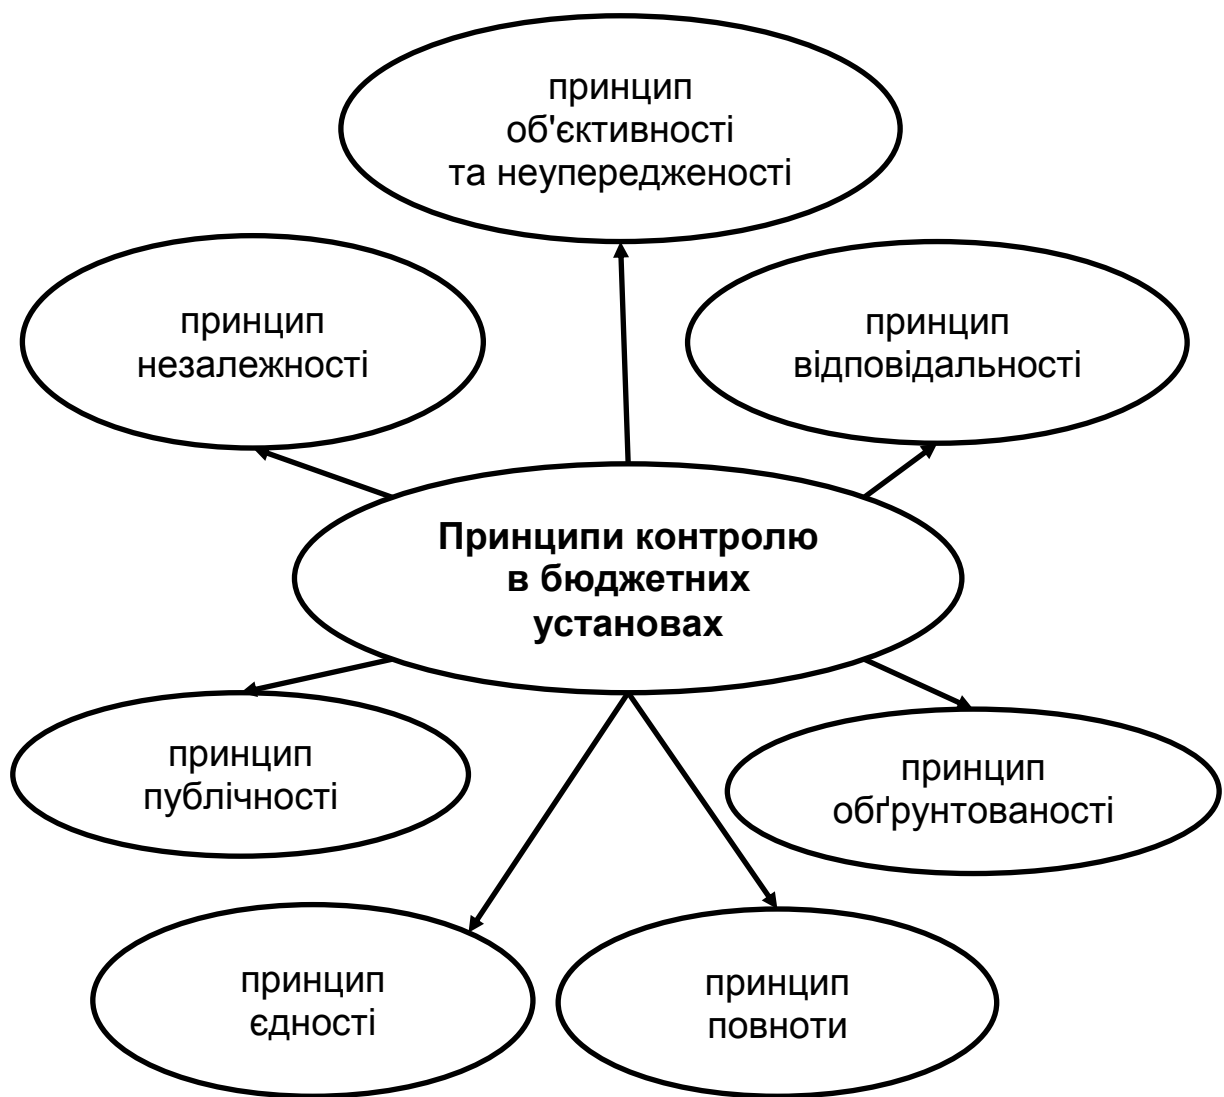 принцип
об'єктивності
та неупередженості
принцип
незалежності
принцип
відповідальності
Принципи контролю
в бюджетних
установах
принцип
публічності
принцип
обґрунтованості
принцип
єдності
принцип
повноти